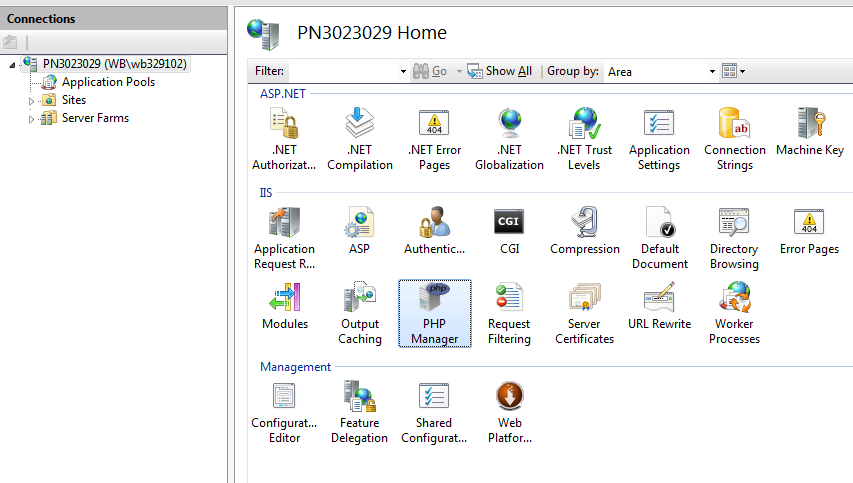 Connections
PN3023029 (WB\wb329102)
Application Pools
Sites
Server Farms
PN3023029 Home
Filter: Go Show All Group by: Area
ASP.NET
.NET Authorizat...
.NET Compilation
.NET Error Pages
404
.NET Globalization
.NET Trust Levels
Application Settings
ab
Connection Strings
Machine Key
IIS
Application Request R...
ASP
Authentic...
CGI
CGI
Compression
Default Document
Directory Browsing
404
Error Pages
Modules
Output Caching
php
PHP Manager
Request Filtering
Server Certificates
URL Rewrite
Worker Processes
Management
Configurat... Editor
Feature Delegation
Shared Configurat...
Web Platfor...